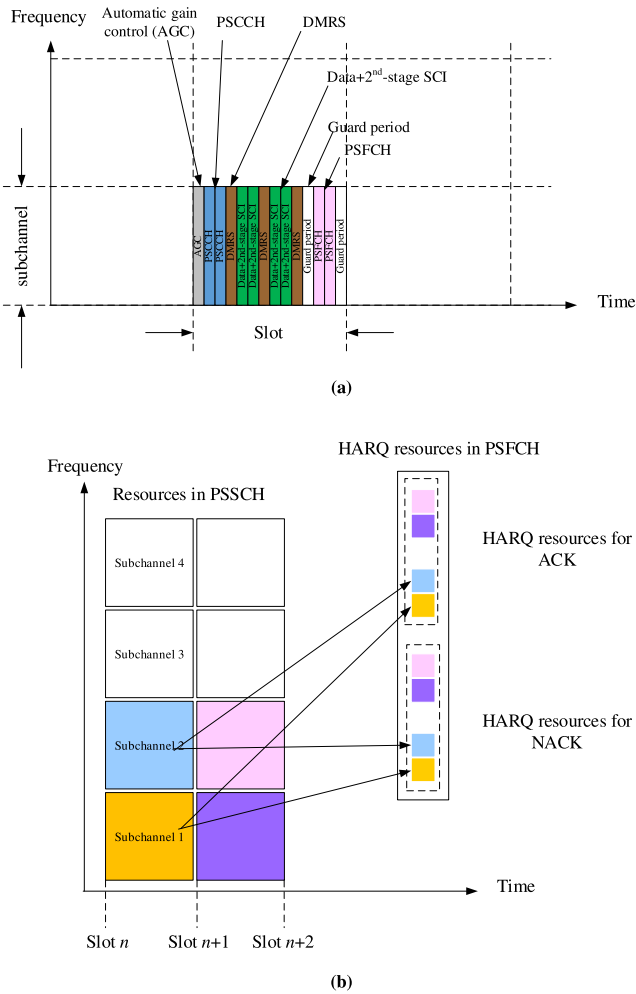 Frequency
Automatic gain
control (AGC)
PSCCH
DMRS
Data+2nd-stage SCI
Guard period
PSFCH
subchannel
AGC
PSCCH
PSCCH
DMRS
Data+2nd-stage SCI
Data+2nd-stage SCI
DMRS
Data+2nd-stage SCI
Data+2nd-stage SCI
DMRS
Guard period
PSFCH
PSFCH
Guard period
Time
Slot
(a)
HARQ resources in PSFCH
Frequency
Resources in PSSCH
Subchannel 4
Subchannel 3
Subchannel 2
Subchannel 1
HARQ resources for
ACK
HARQ resources for
NACK
Time
Slot n
Slot n+1
Slot n+2
(b)